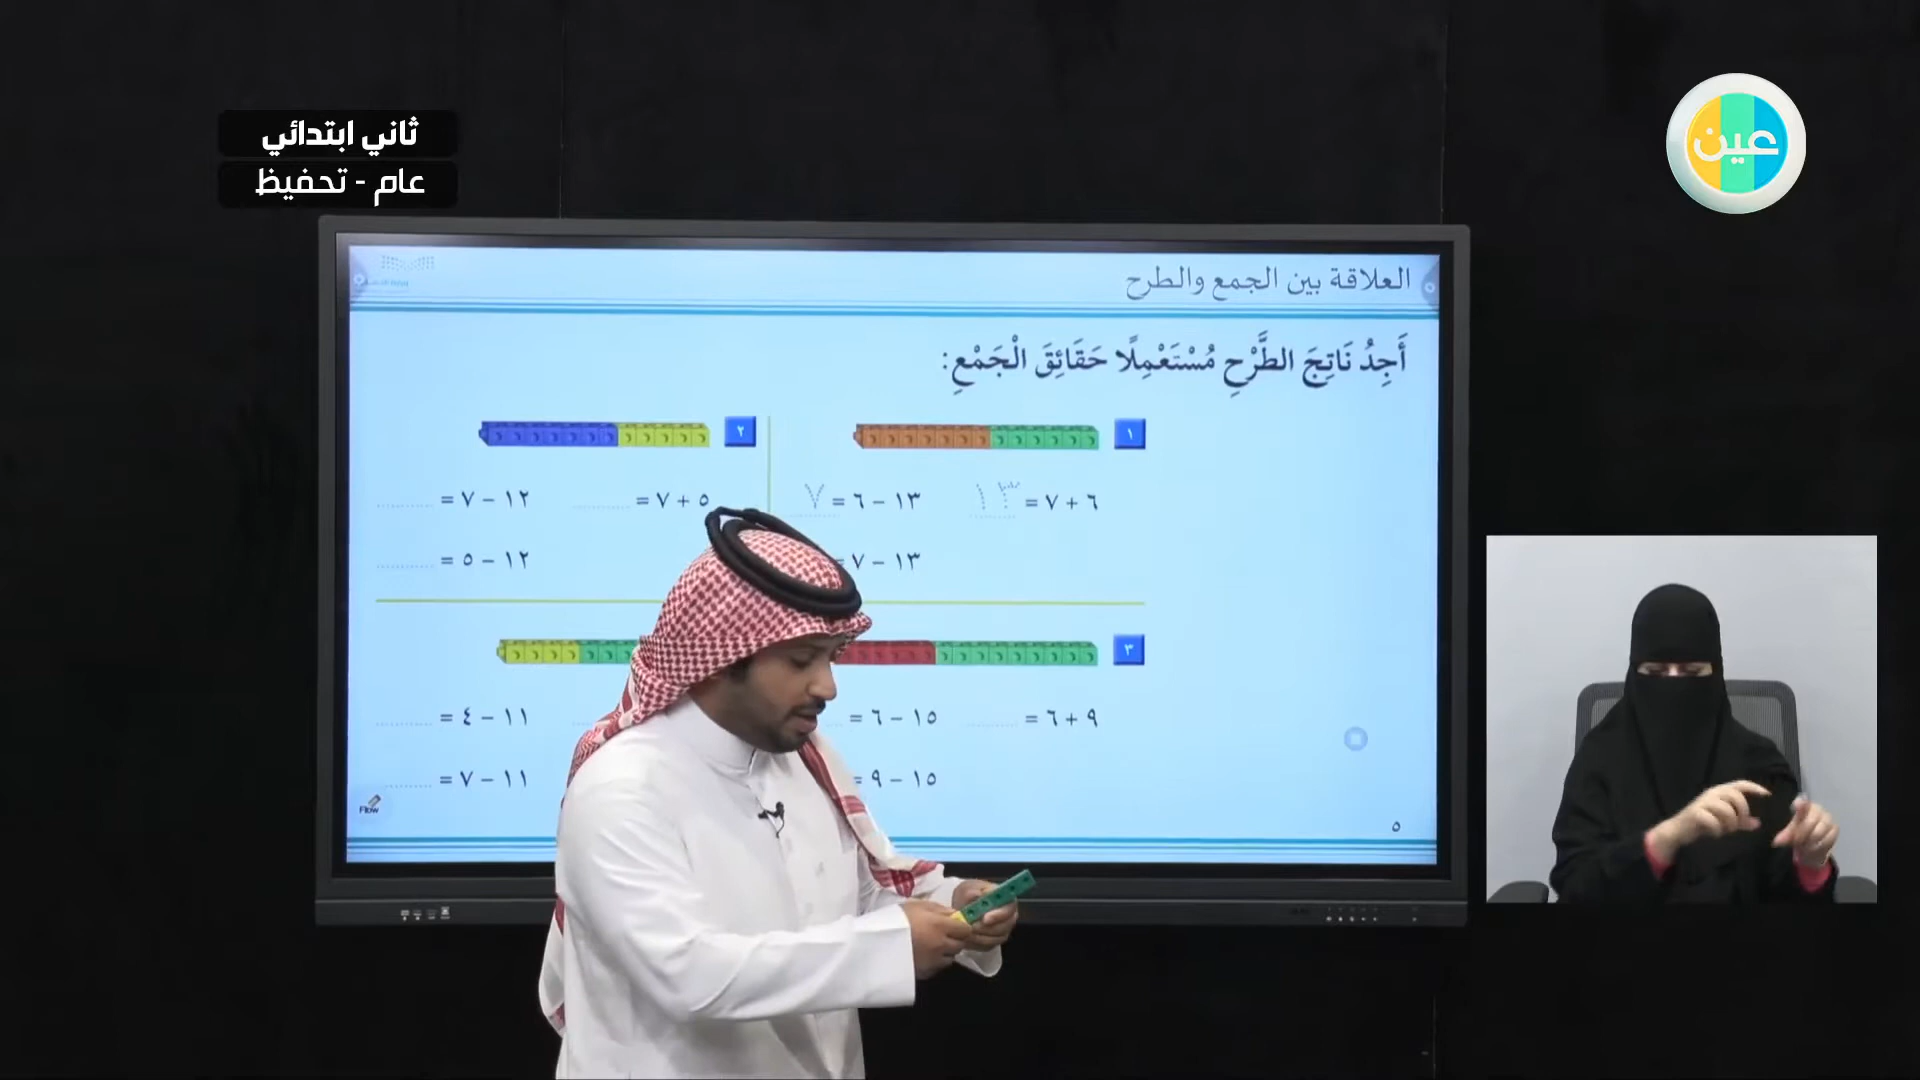 ثاني ابتدائي
عام - تحفيظ
عين
العلاقة بين الجمع والطرح
أَجِدُ نَاتِجَ الطَّرْحِ مُسْتَعْمِلًا حَقَائِقَ الْجَمْعِ:
١
٦ + ٧ = ١٣
١٣ – ٦ = ٧
١٣ – ٧ =
٢
٥ + ٧ = ........
١٢ – ٧ = ........
١٢ – ٥ = ........
٣
٩ + ٦ = ........
١٥ – ٦ =
١٥ – ٩ =
١١ – ٤ = ........
١١ – ٧ = ........
Flow
٥